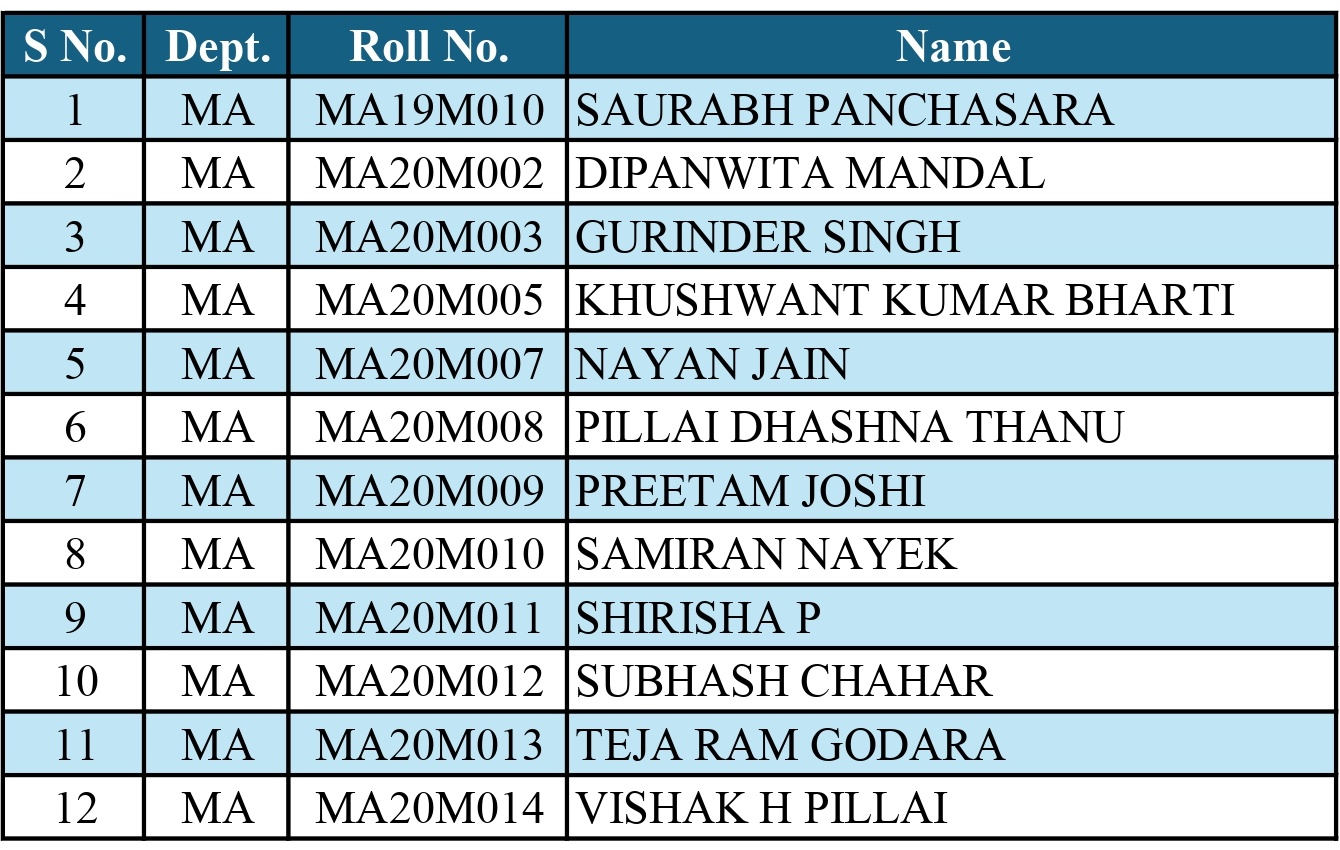 S No. Dept. Roll No. Name
1 MA MA19M010 SAURABH PANCHASARA
2 MA MA20M002 DIPANWITA MANDAL
3 MA MA20M003 GURINDER SINGH
4 MA MA20M005 KHUSHWANT KUMAR BHARTI
5 MA MA20M007 NAYAN JAIN
6 MA MA20M008 PILLAI DHASHNA THANU
7 MA MA20M009 PREETAM JOSHI
8 MA MA20M010 SAMIRAN NAYEK
9 MA MA20M011 SHIRISHA P
10 MA MA20M012 SUBHASH CHAHAR
11 MA MA20M013 TEJA RAM GODARA
12 MA MA20M014 VISHAK H PILLAI